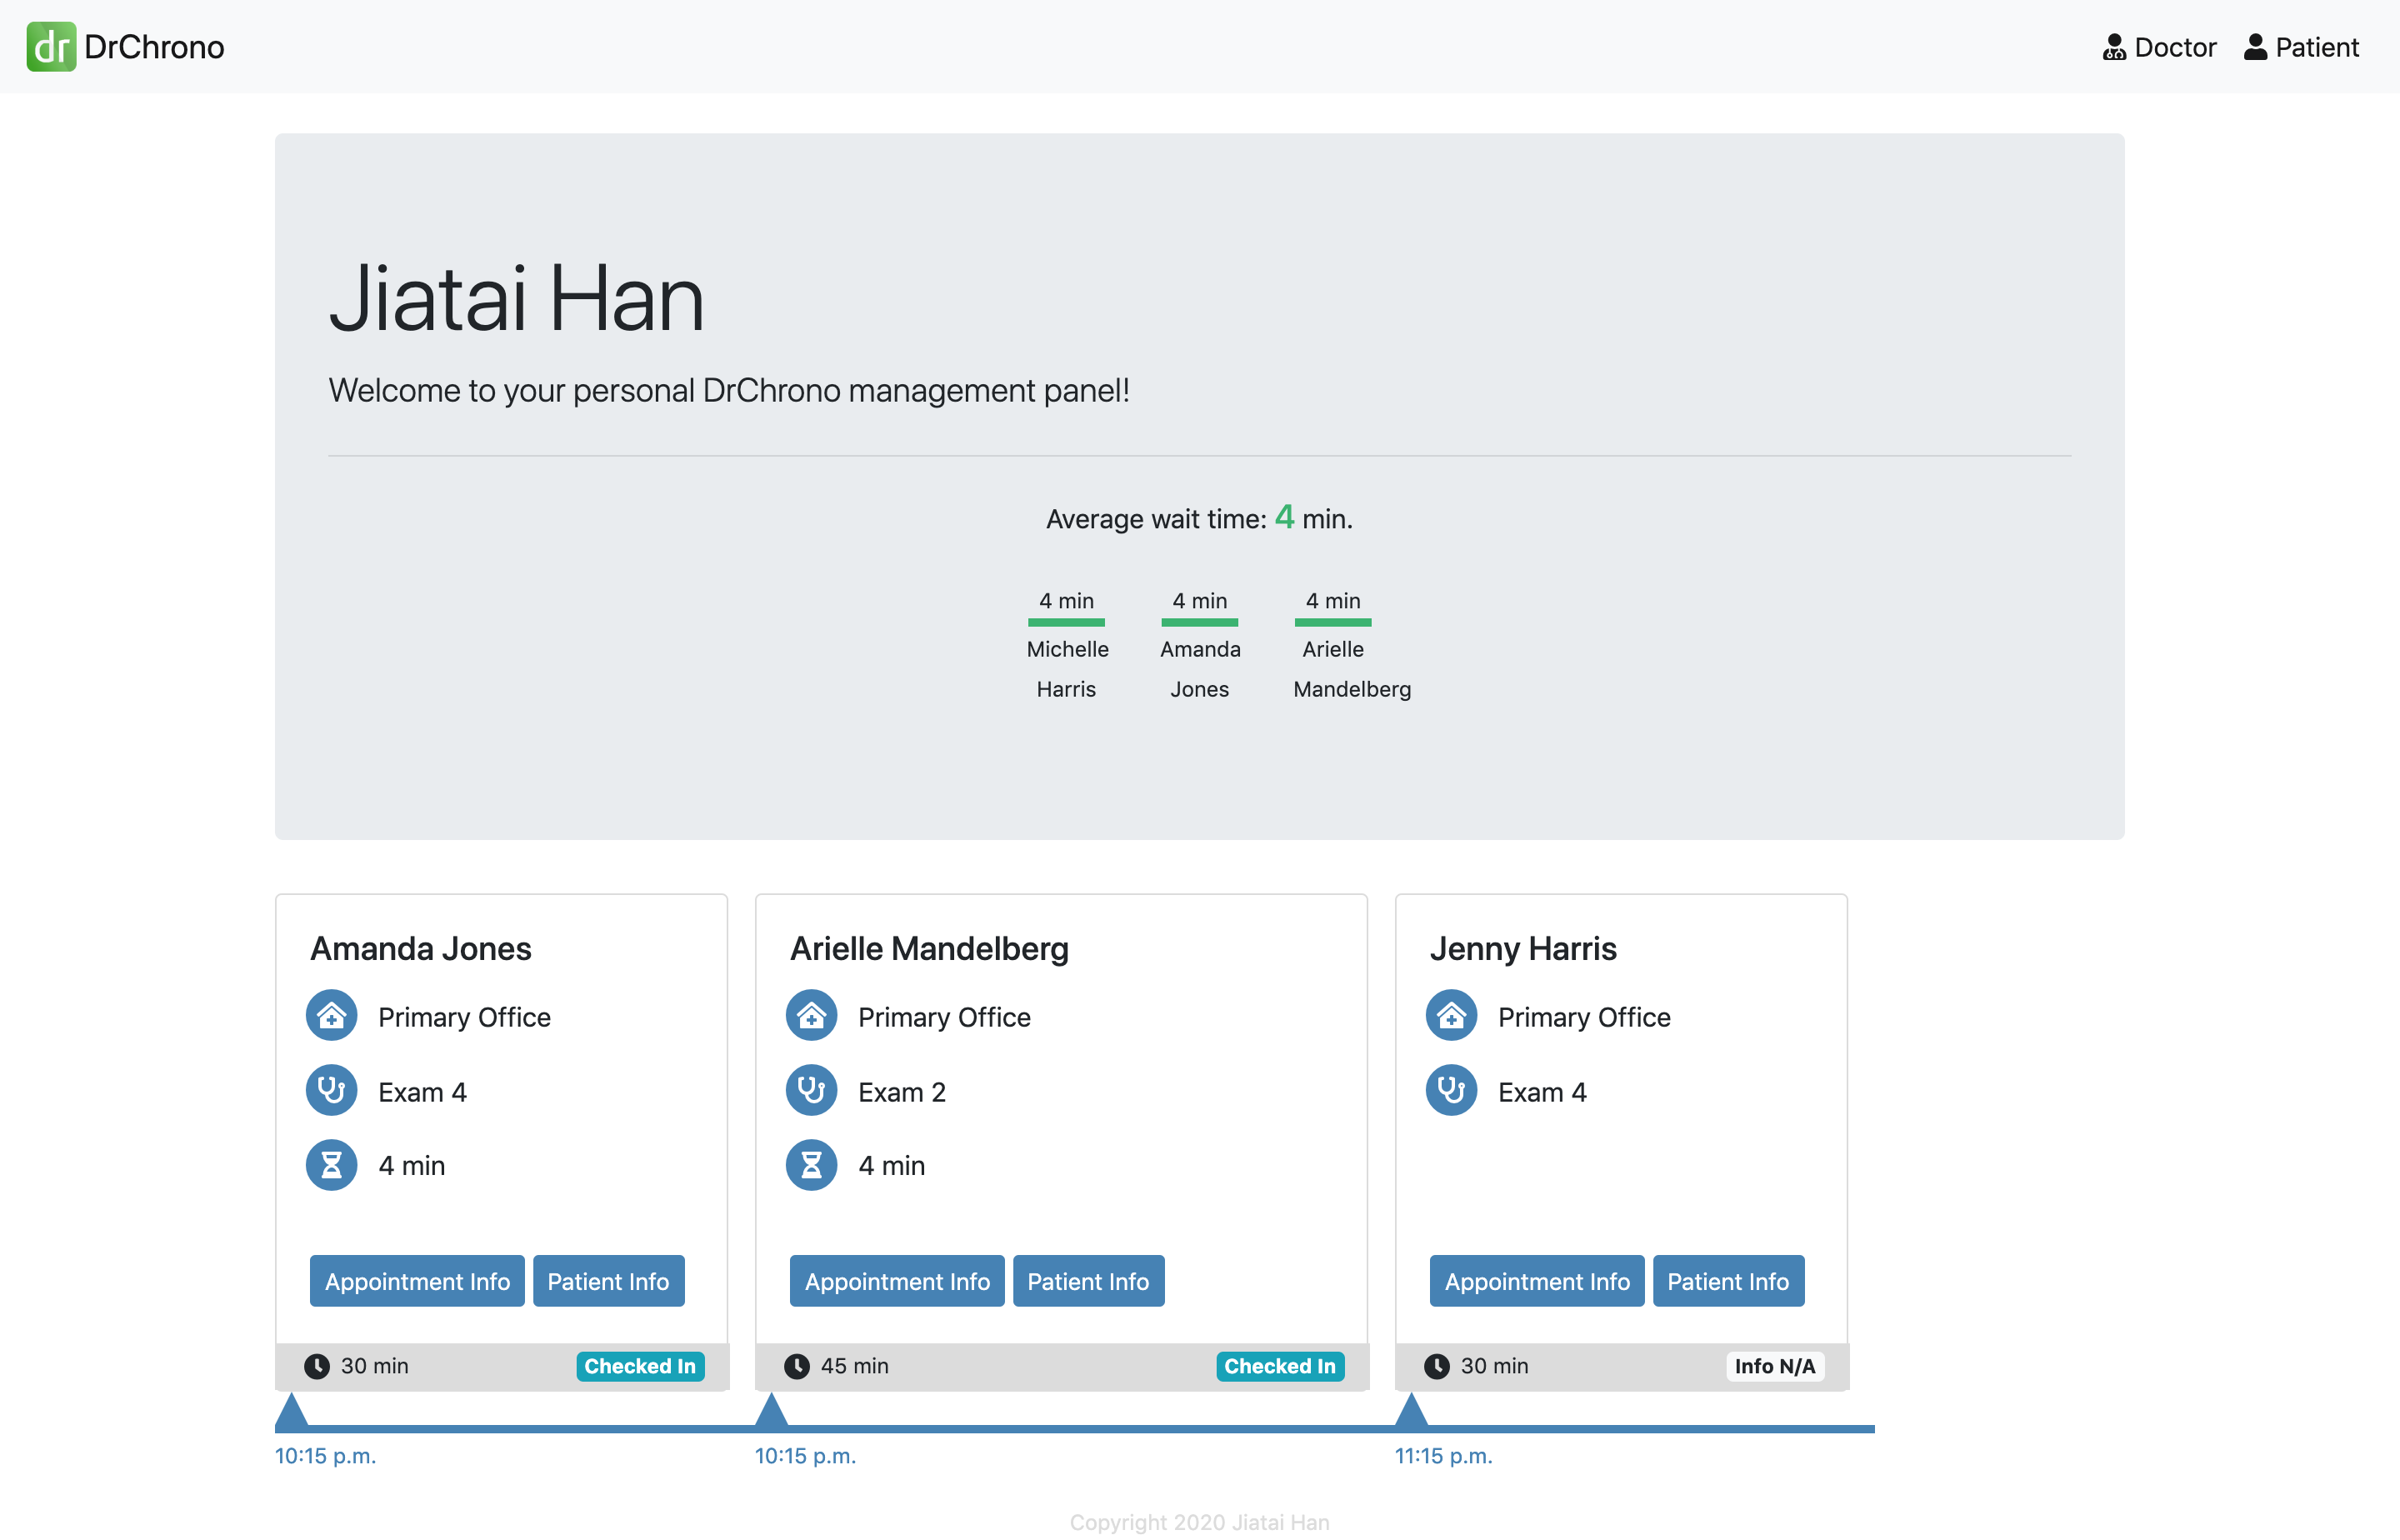 dr DrChrono
Doctor
Patient
Jiatai Han
Welcome to your personal DrChrono management panel!
Average wait time: 4 min.
4 min
Michelle
Harris
4 min
Amanda
Jones
4 min
Arielle
Mandelberg
Amanda Jones
Primary Office
Exam 4
4 min
Appointment Info
Patient Info
30 min
Checked In
10:15 p.m.
Arielle Mandelberg
Primary Office
Exam 2
4 min
Appointment Info
Patient Info
45 min
Checked In
10:15 p.m.
Jenny Harris
Primary Office
Exam 4
Appointment Info
Patient Info
30 min
Info N/A
11:15 p.m.
Copyright 2020 Jiatai Han